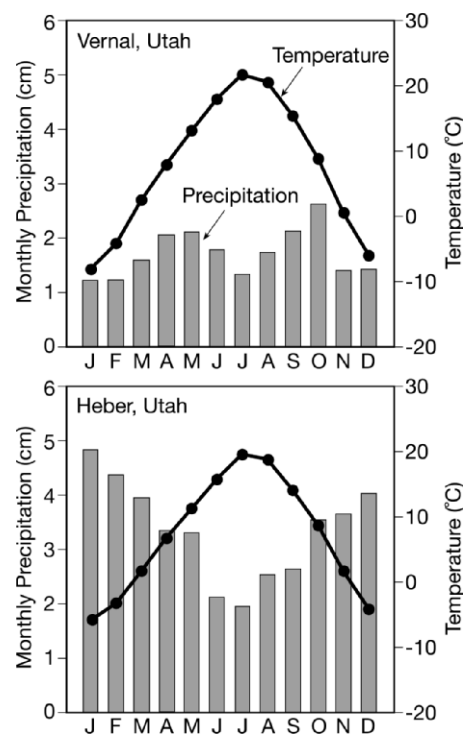 Vernal, Utah
Temperature
Precipitation
Monthly Precipitation (cm)
6
5
4
3
2
1
0
Temperature (°C)
30
20
10
0
-10
-20
J F M A M J J A S O N D
Heber, Utah
Monthly Precipitation (cm)
6
5
4
3
2
1
0
Temperature (°C)
30
20
10
0
-10
-20
J F M A M J J A S O N D